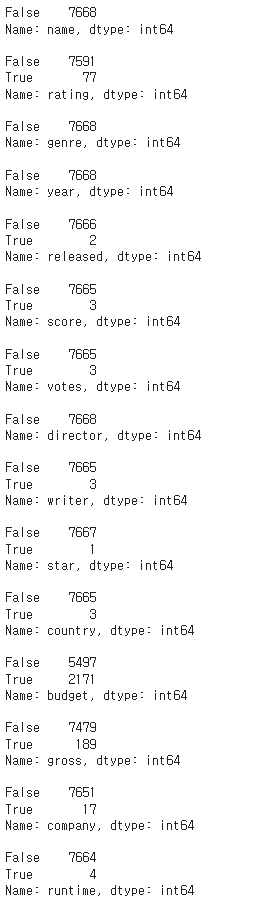 False    7668
Name: name, dtype: int64
False    7591
True       77
Name: rating, dtype: int64
False    7668
Name: genre, dtype: int64
False    7668
Name: year, dtype: int64
False    7666
True        2
Name: released, dtype: int64
False    7665
True        3
Name: score, dtype: int64
False    7665
True        3
Name: votes, dtype: int64
False    7668
Name: director, dtype: int64
False    7665
True        3
Name: writer, dtype: int64
False    7667
True        1
Name: star, dtype: int64
False    7665
True        3
Name: country, dtype: int64
False    5497
True     2171
Name: budget, dtype: int64
False    7479
True      189
Name: gross, dtype: int64
False    7651
True       17
Name: company, dtype: int64
False    7664
True        4
Name: runtime, dtype: int64